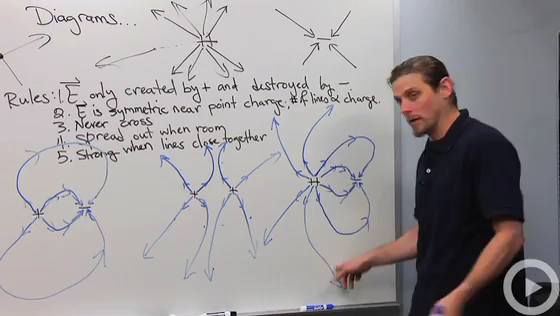 Diagrams...
Rules: 1. E only created by + and destroyed by -
2. E is symmetric near point charge, # of lines ∝ charge.
3. Never cross
4. Spread out when room
5. Strong when lines close together